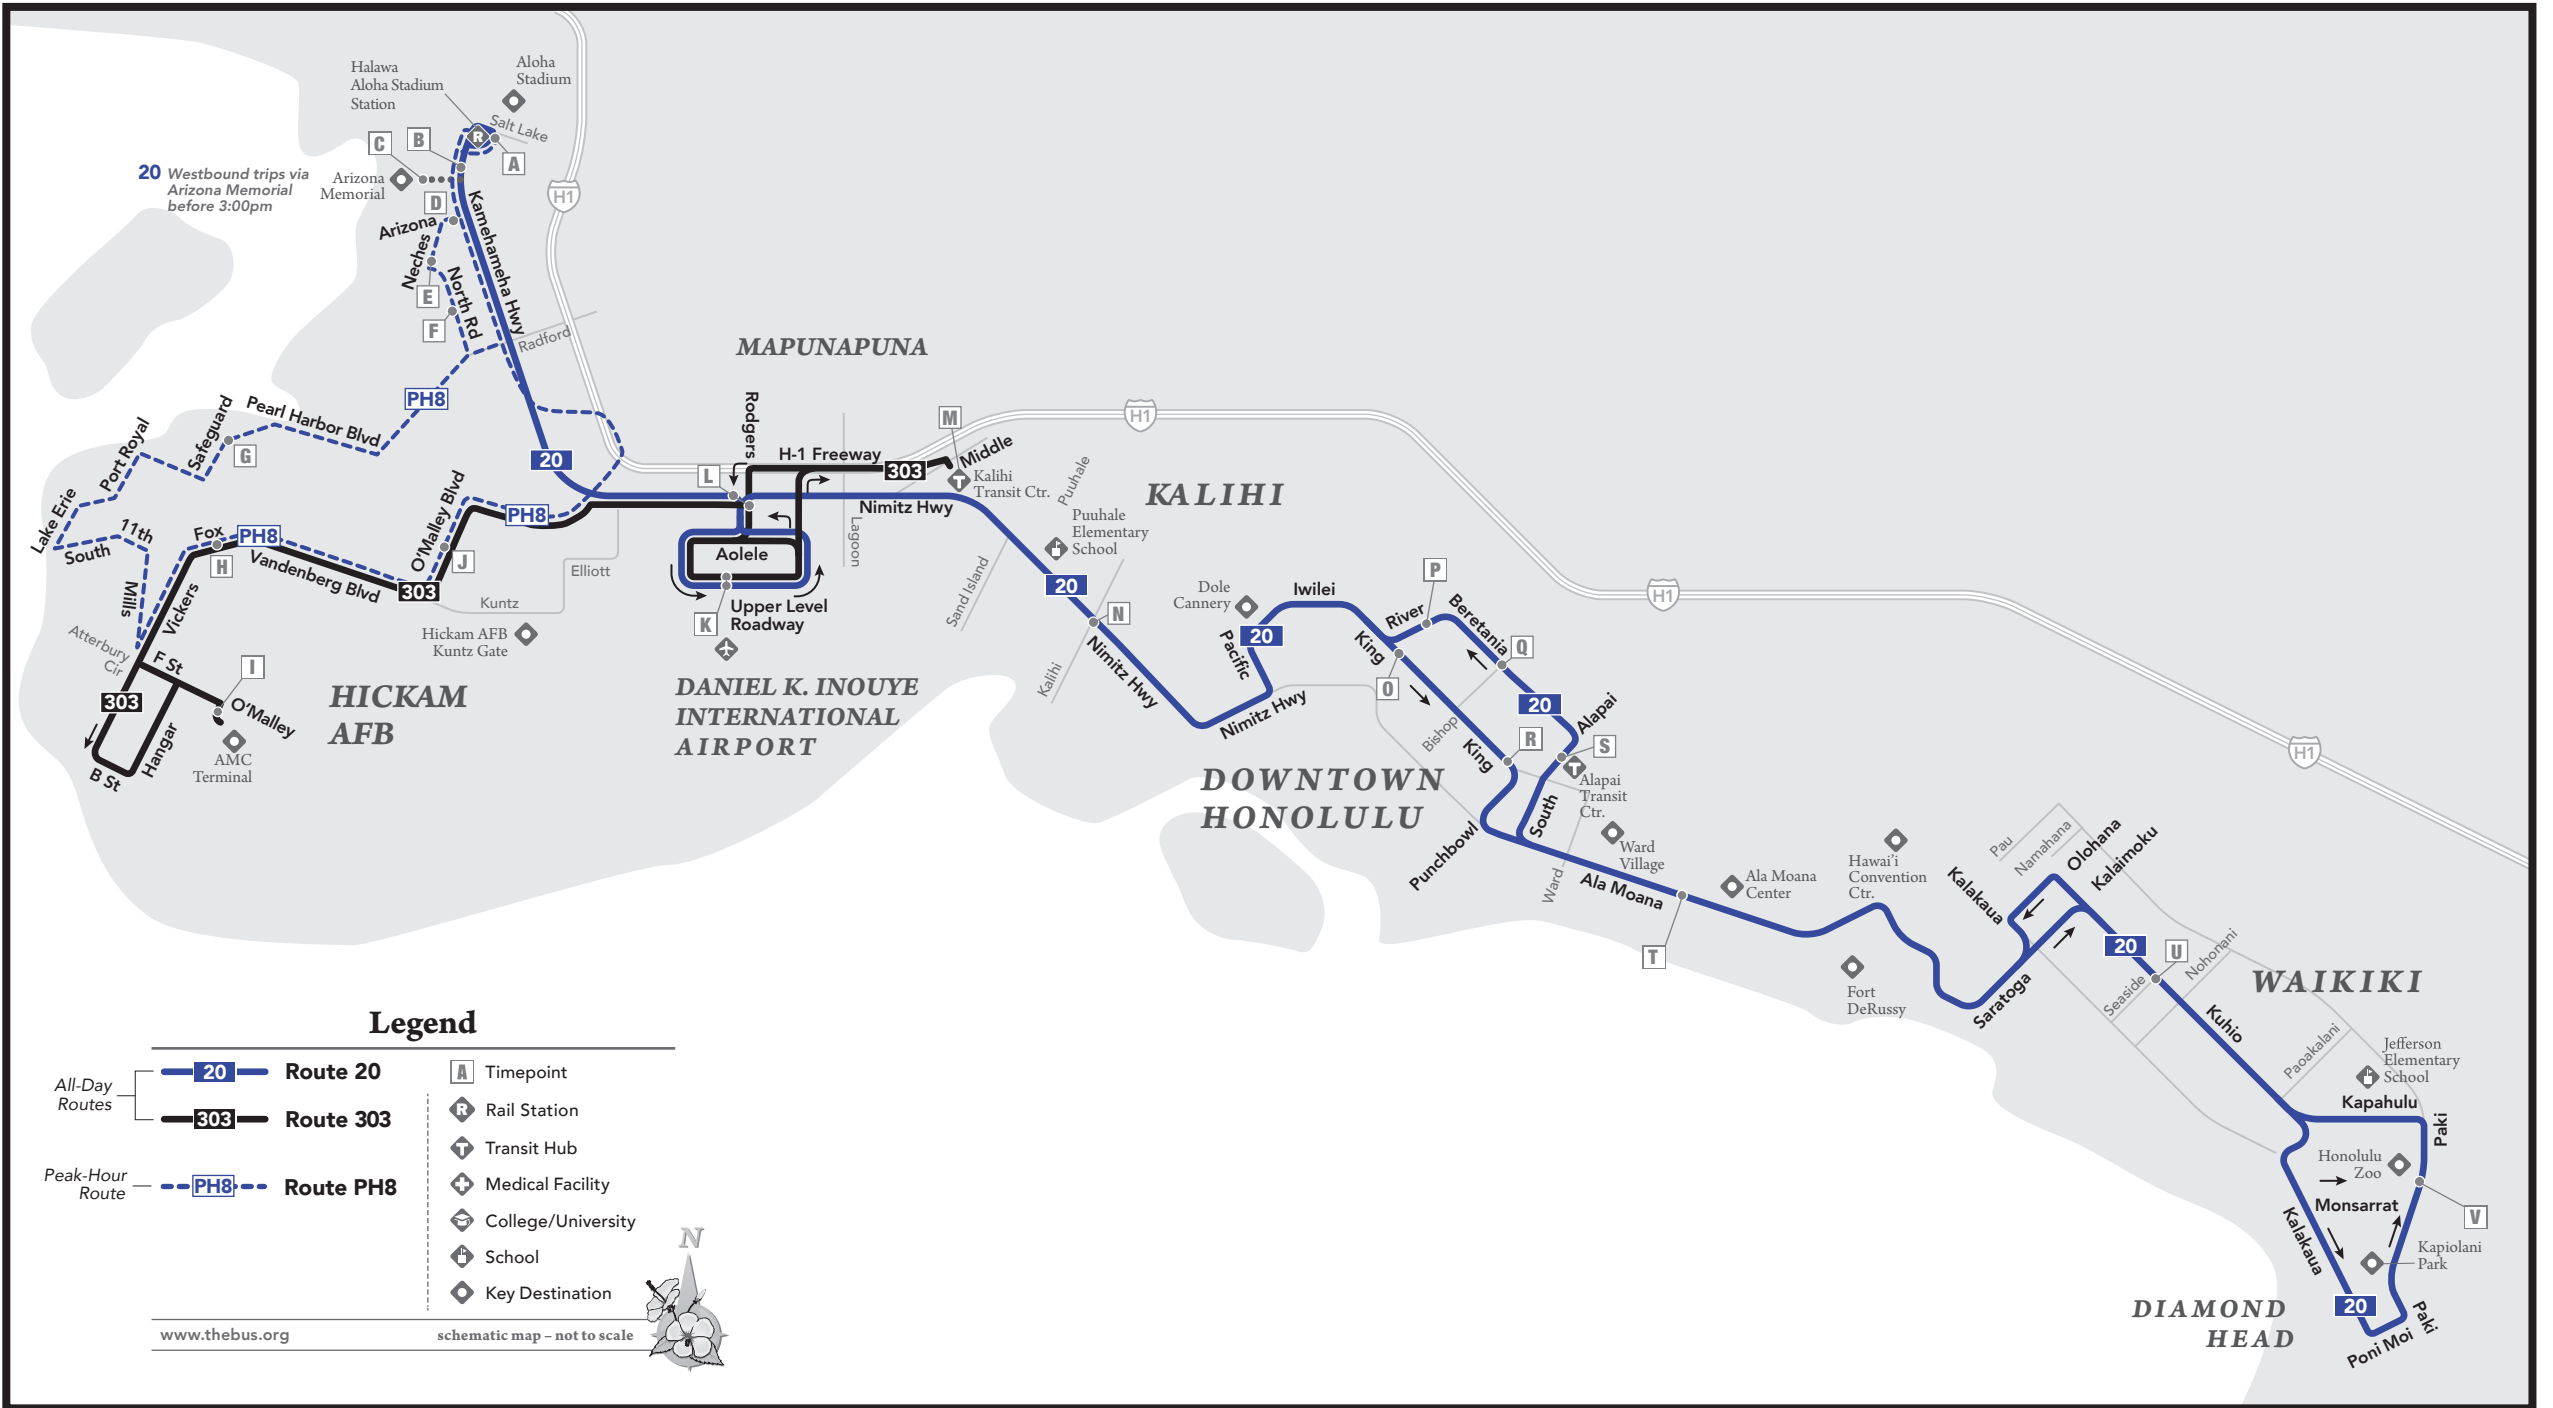 Halawa
Aloha Stadium
Station
Aloha
Stadium
Salt Lake
R
C
B
A
20 Westbound trips via
Arizona Memorial
before 3:00pm
Arizona
Memorial
D
Arizona
Neches
E
North Rd
F
Kamehameha Hwy
Radford
H1
PH8
Pearl Harbor Blvd
Safeguard
G
Port Royal
Lake Erie
South
11th
Mills
Fox
PH8
H
Vickers
Vandenberg Blvd
303
O'Malley Blvd
J
PH8
20
Atterbury
Cir
F St
I
303
O'Malley
Hangar
B St
AMC
Terminal
HICKAM
AFB
Hickam AFB
Kuntz Gate
Kuntz
Elliott
MAPUNAPUNA
Rodgers
L
H-1 Freeway
303
M
Middle
Kalihi
Transit Ctr.
T
Nimitz Hwy
Lagoon
Aolele
Upper Level
Roadway
K
DANIEL K. INOUYE
INTERNATIONAL
AIRPORT
Puuhale
Puuhale
Elementary
School
KALIHI
H1
Sand Island
20
N
Kalihi
Nimitz Hwy
Nimitz Hwy
Dole
Cannery
20
Pacific
Iwilei
King
River
P
Beretania
Q
O
Bishop
King
R
20
Alapai
S
T
Alapai
Transit
Ctr.
South
DOWNTOWN
HONOLULU
Punchbowl
Ward
Ward
Village
Ala Moana
T
Ala Moana
Center
H1
Hawai'i
Convention
Ctr.
Fort
DeRussy
Kalakaua
Saratoga
Pau
Namahana
Olohana
Kalaimoku
20
U
Seaside
Nohonani
Kuhio
WAIKIKI
H1
Paoakalani
Jefferson
Elementary
School
Kapahulu
Paki
Honolulu
Zoo
Monsarrat
V
Kalakaua
Kapiolani
Park
20
Paki
Poni Moi
DIAMOND
HEAD
Legend
All-Day
Routes
20 Route 20
303 Route 303
Peak-Hour
Route
PH8 Route PH8
A Timepoint
R Rail Station
T Transit Hub
Medical Facility
College/University
School
Key Destination
www.thebus.org
schematic map – not to scale
N